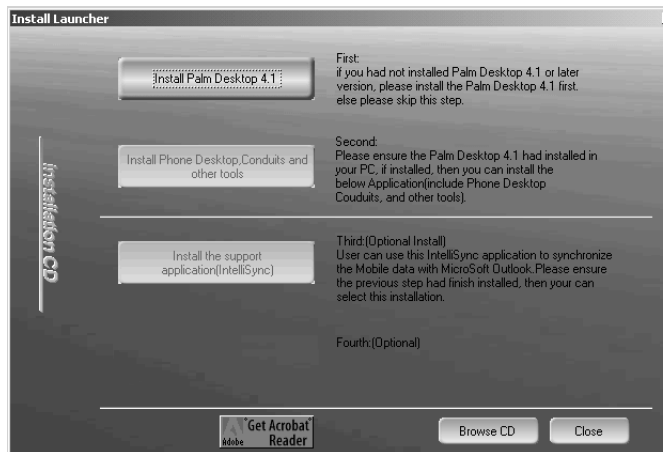 Install Launcher
Install Palm Desktop 4.1
First:
if you had not installed Palm Desktop 4.1 or later
version, please install the Palm Desktop 4.1 first.
else please skip this step.
Install Phone Desktop,Conduits and
other tools
Second:
Please ensure the Palm Desktop 4.1 had installed in
your PC, if installed, then you can install the
below Application(include Phone Desktop
Couduits, and other tools).
installation CD
Install the support
application(IntelliSync)
Third:(Optional Install)
User can use this IntelliSync application to synchronize
the Mobile data with MicroSoft Outlook.Please ensure
the previous step had finish installed, then your can
select this installation.
Fourth:(Optional)
Get Acrobat
Adobe Reader
Browse CD
Close